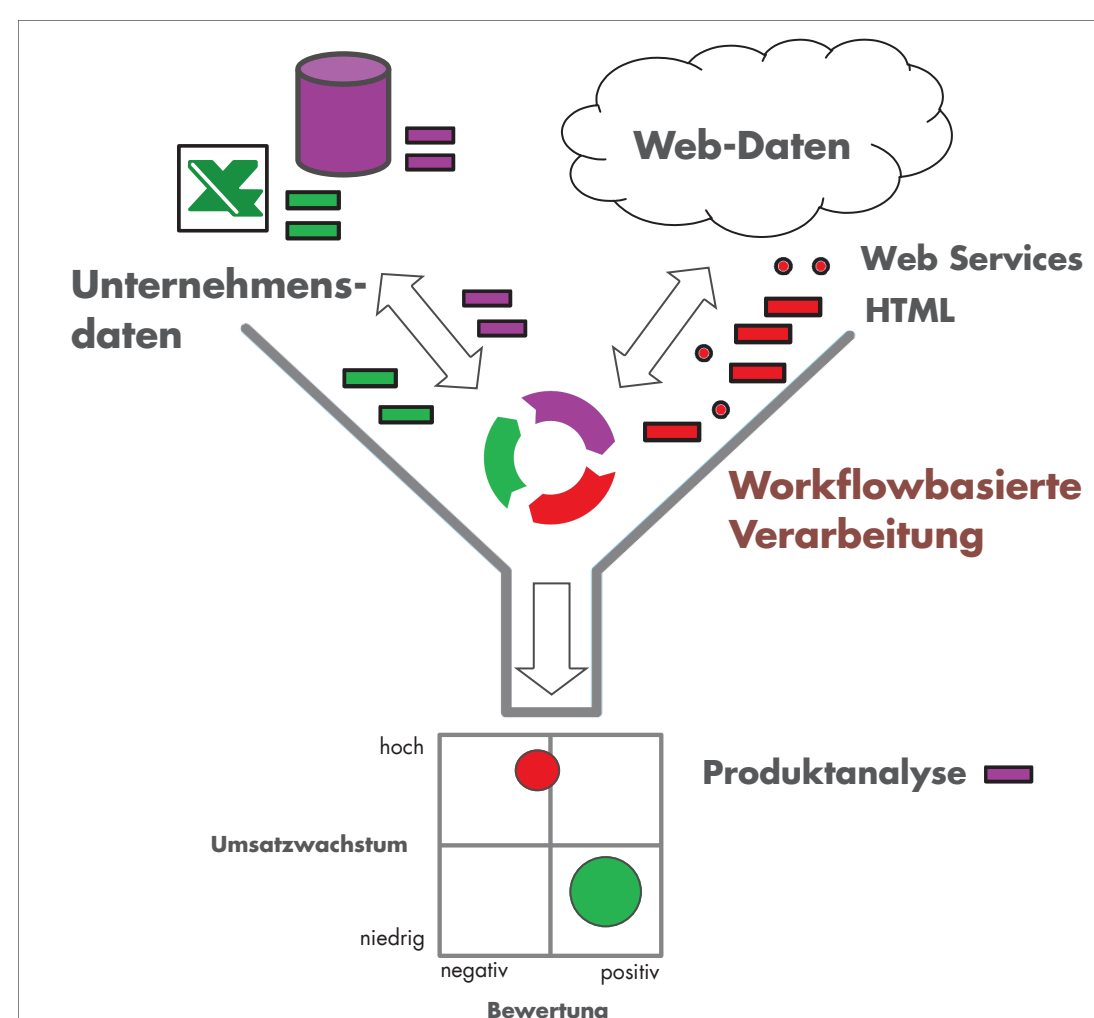 Web-Daten
Unternehmens-
daten
Web Services
HTML
Workflowbasierte
Verarbeitung
hoch
Produktanalyse
Umsatzwachstum
niedrig
negativ
positiv
Bewertung